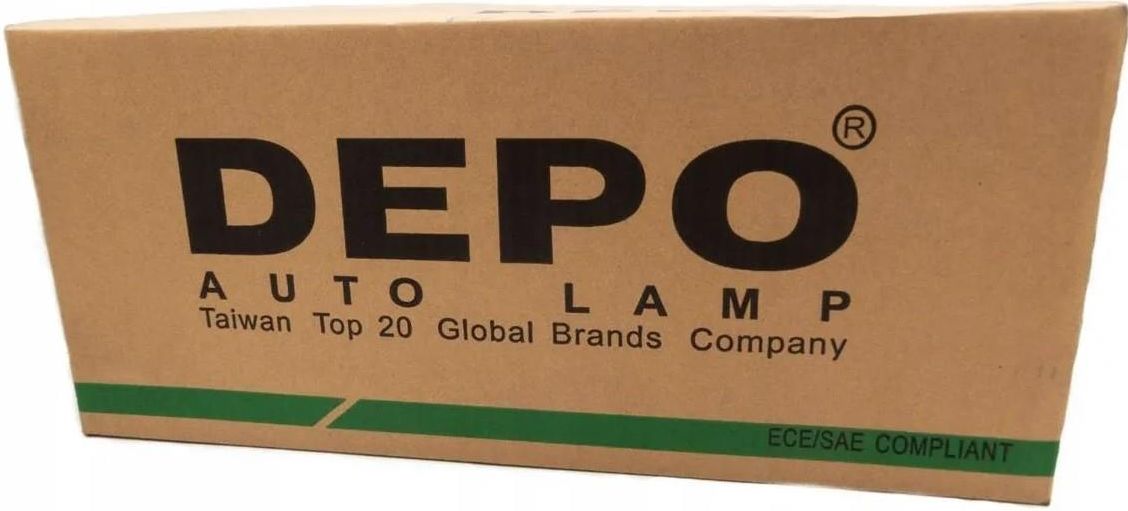 DEPO®
AUTO LAMP
Taiwan Top 20 Global Brands Company
ECE/SAE COMPLIANT